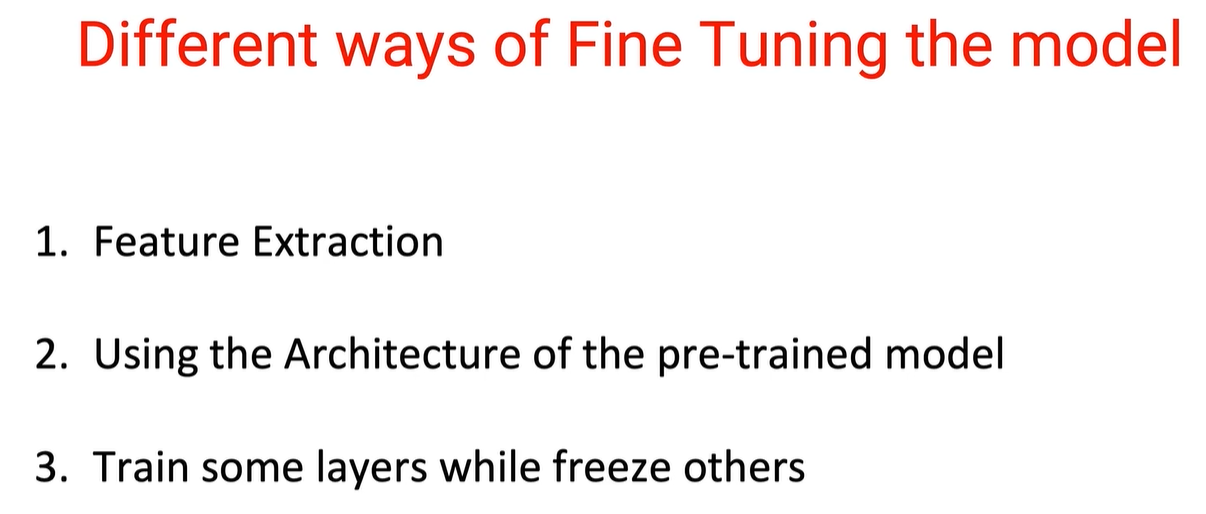 Different ways of Fine Tuning the model
1. Feature Extraction
2. Using the Architecture of the pre-trained model
3. Train some layers while freeze others